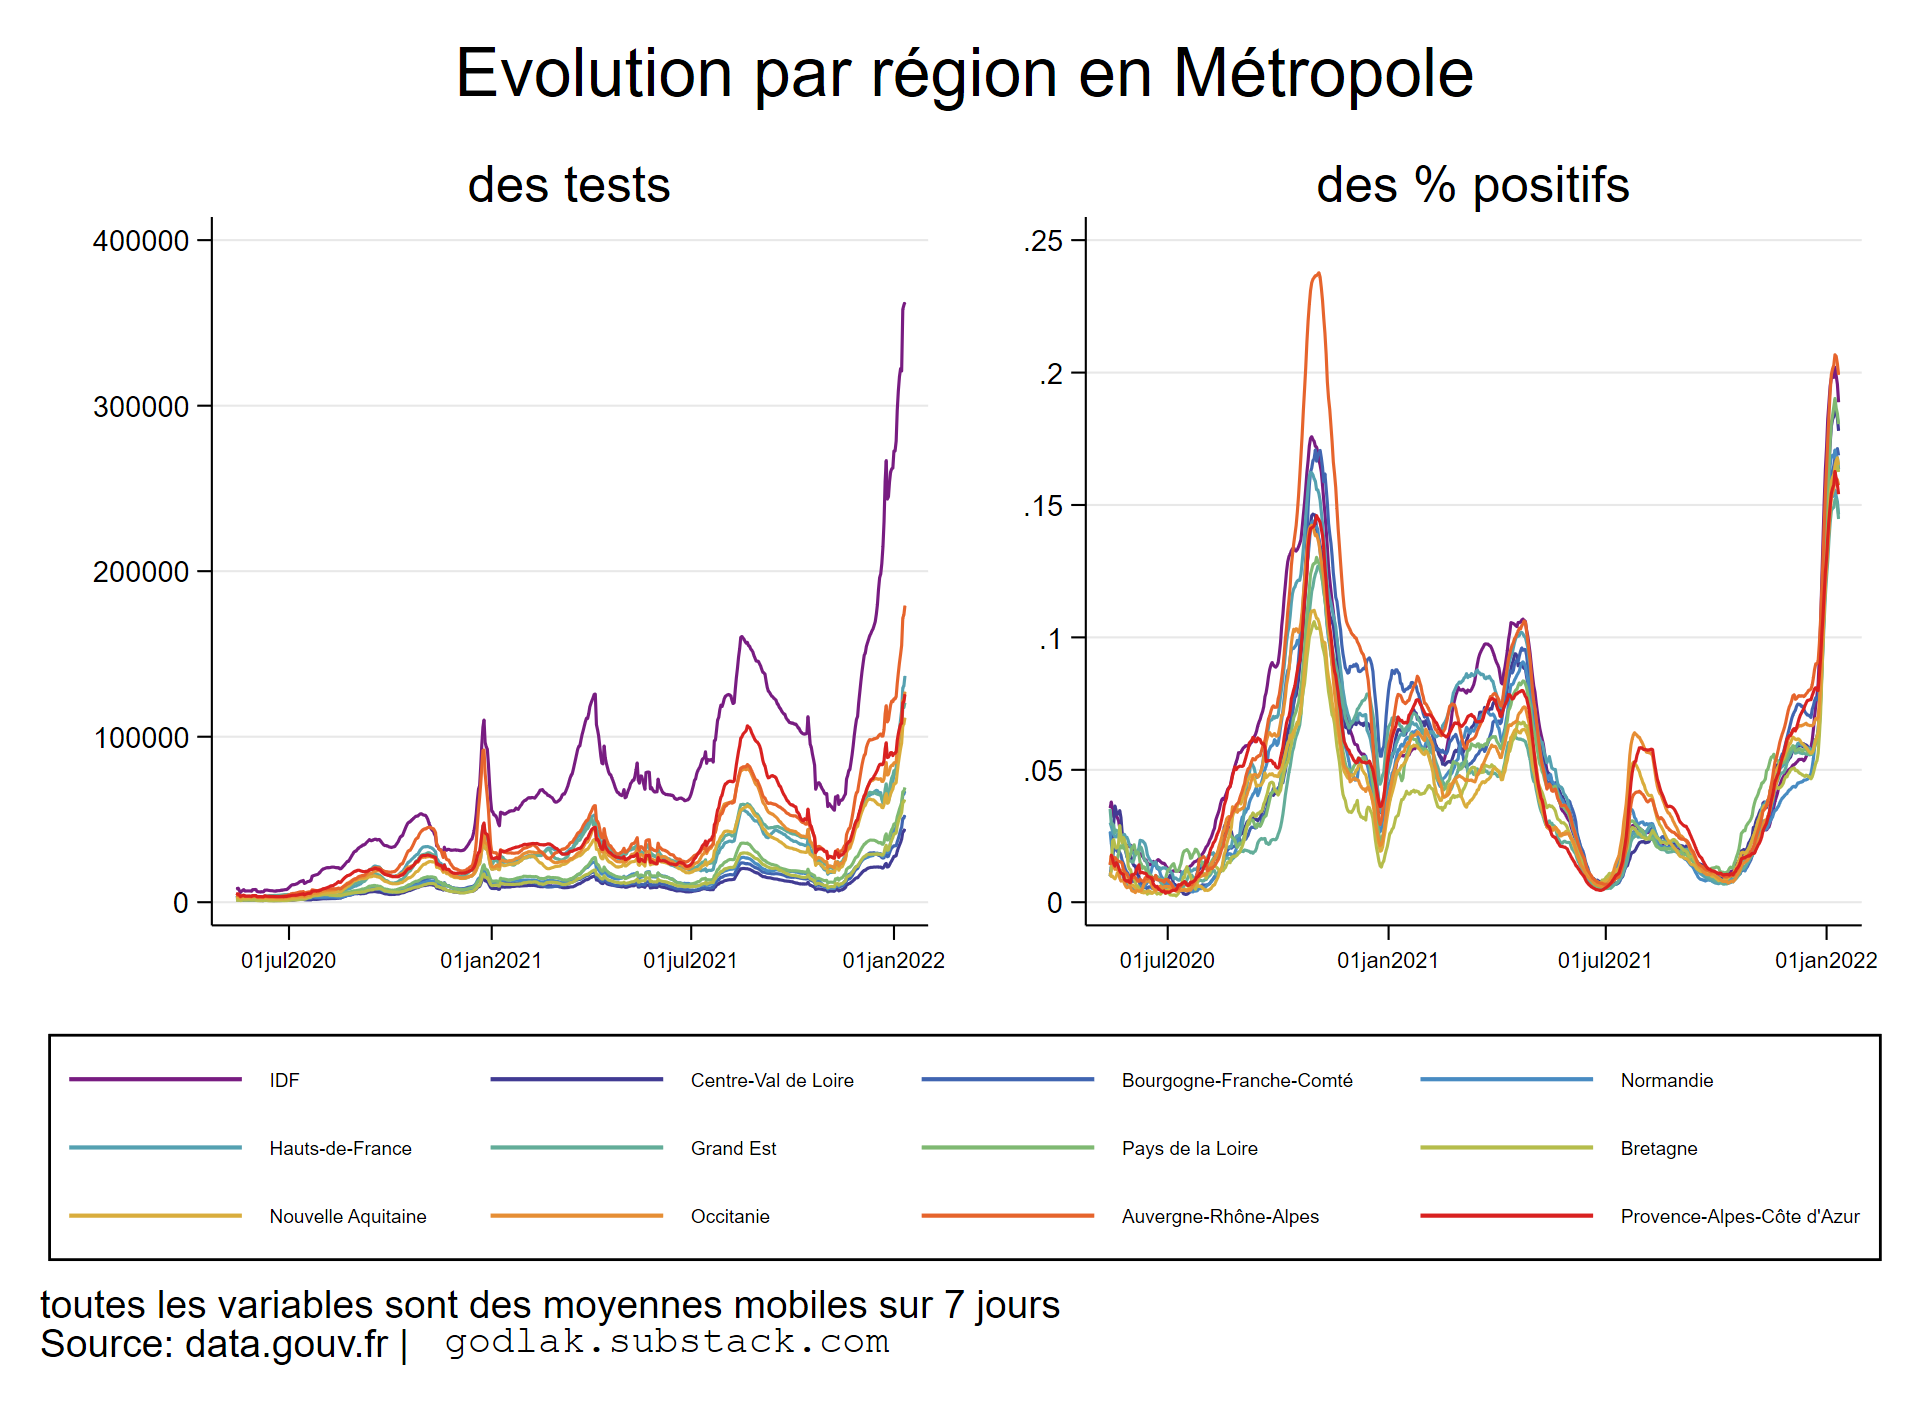 Evolution par région en Métropole
des tests
400000
300000
200000
100000
0
01jul2020 01jan2021 01jul2021 01jan2022
des % positifs
.25
.2
.15
.1
.05
0
01jul2020 01jan2021 01jul2021 01jan2022
IDF Centre-Val de Loire Bourgogne-Franche-Comté Normandie
Hauts-de-France Grand Est Pays de la Loire Bretagne
Nouvelle Aquitaine Occitanie Auvergne-Rhône-Alpes Provence-Alpes-Côte d'Azur
toutes les variables sont des moyennes mobiles sur 7 jours
Source: data.gouv.fr | godlak.substack.com